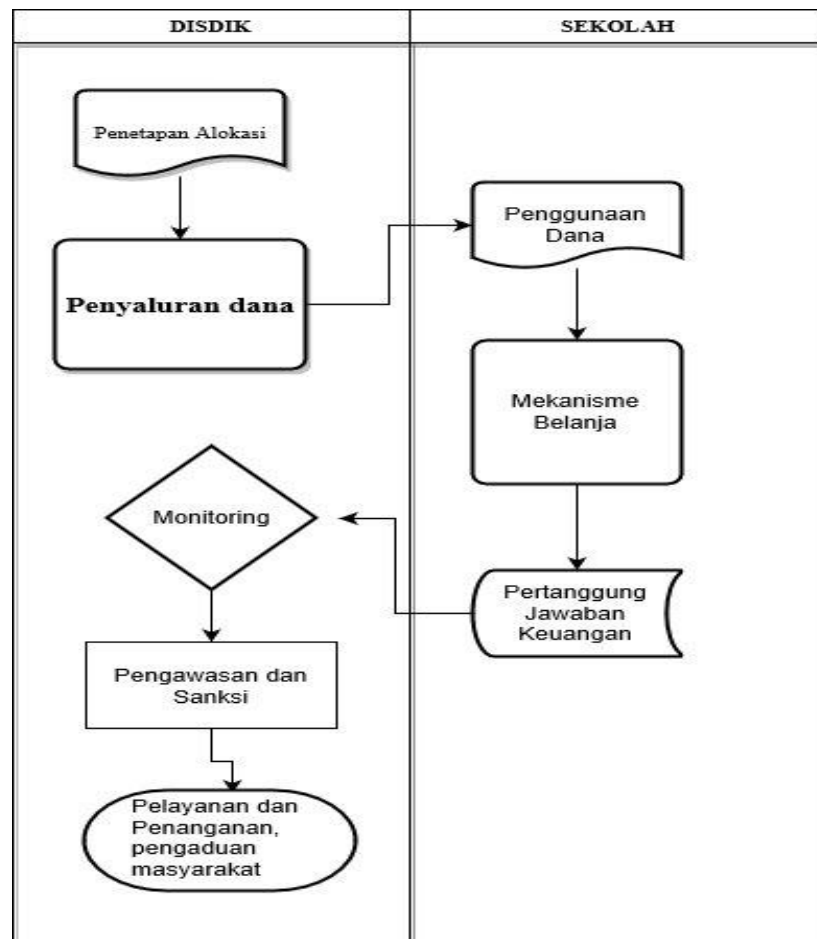 DISDIK
SEKOLAH
Penetapan Alokasi
Penyaluran dana
Penggunaan
Dana
Mekanisme
Belanja
Pertanggung
Jawaban
Keuangan
Monitoring
Pengawasan dan
Sanksi
Pelayanan dan
Penanganan,
pengaduan
masyarakat